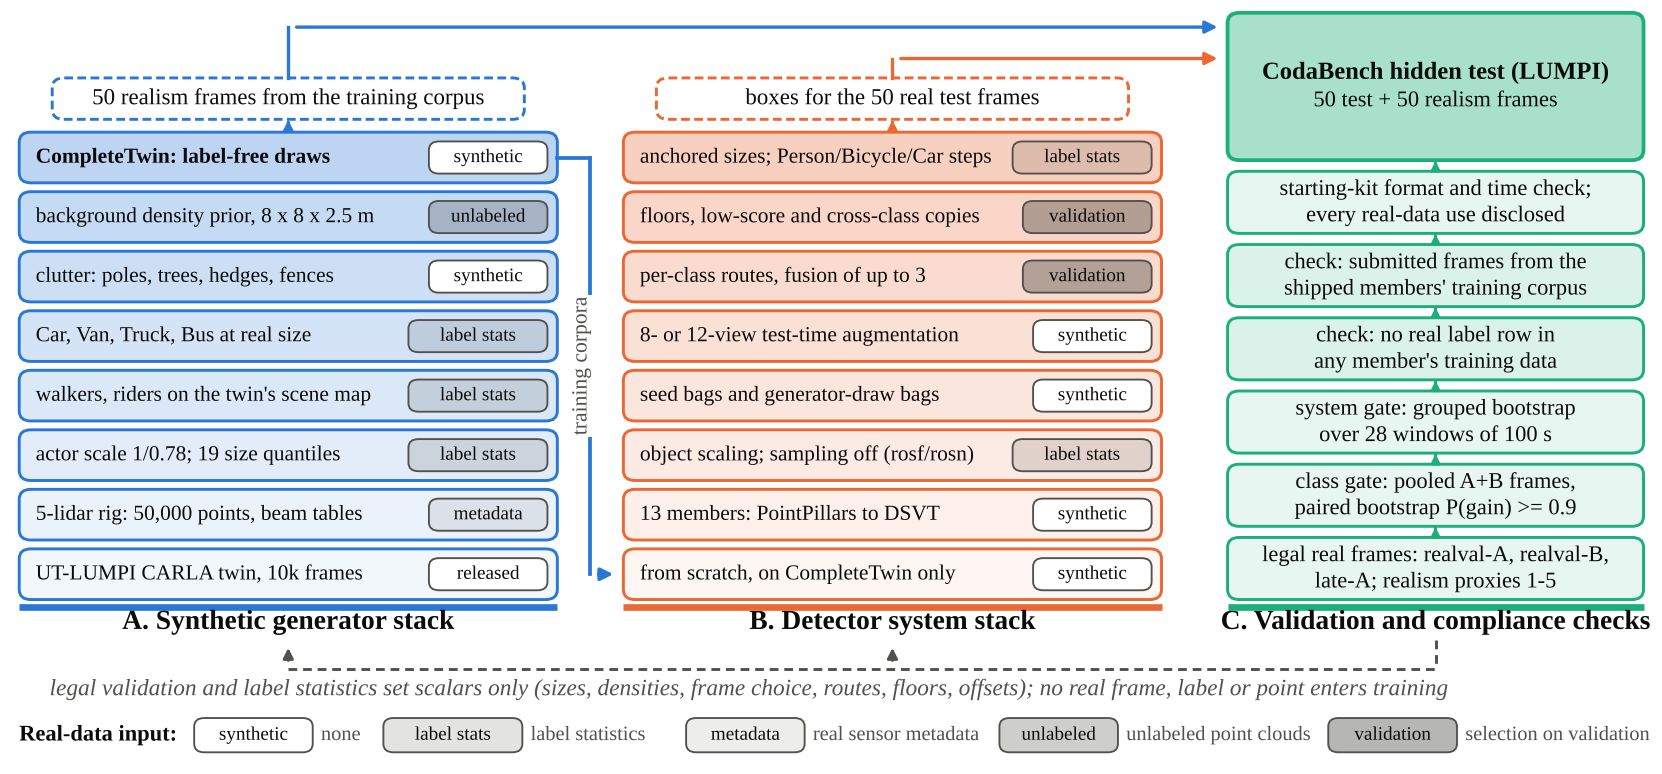 50 realism frames from the training corpus
CompleteTwin: label-free draws synthetic
background density prior, 8 x 8 x 2.5 m unlabeled
clutter: poles, trees, hedges, fences synthetic
Car, Van, Truck, Bus at real size label stats
walkers, riders on the twin's scene map label stats
actor scale 1/0.78; 19 size quantiles label stats
5-lidar rig: 50,000 points, beam tables metadata
UT-LUMPI CARLA twin, 10k frames released
A. Synthetic generator stack
training corpora
boxes for the 50 real test frames
anchored sizes; Person/Bicycle/Car steps label stats
floors, low-score and cross-class copies validation
per-class routes, fusion of up to 3 validation
8- or 12-view test-time augmentation synthetic
seed bags and generator-draw bags synthetic
object scaling; sampling off (rosf/rosn) label stats
13 members: PointPillars to DSVT synthetic
from scratch, on CompleteTwin only synthetic
B. Detector system stack
CodaBench hidden test (LUMPI)
50 test + 50 realism frames
starting-kit format and time check;
every real-data use disclosed
check: submitted frames from the
shipped members' training corpus
check: no real label row in
any member's training data
system gate: grouped bootstrap
over 28 windows of 100 s
class gate: pooled A+B frames,
paired bootstrap P(gain) >= 0.9
legal real frames: realval-A, realval-B,
late-A; realism proxies 1-5
C. Validation and compliance checks
legal validation and label statistics set scalars only (sizes, densities, frame choice, routes, floors, offsets); no real frame, label or point enters training
Real-data input: synthetic none label stats label statistics metadata real sensor metadata unlabeled unlabeled point clouds validation selection on validation